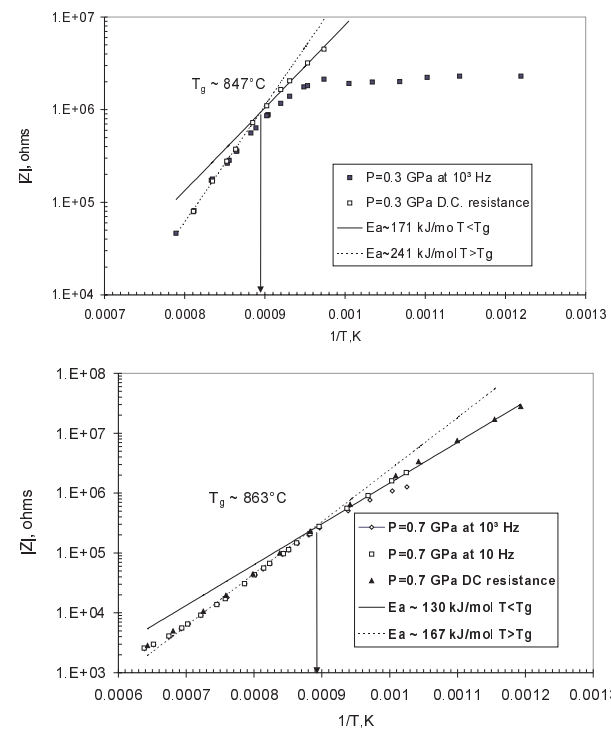 1.E+07
T_g ~ 847°C
1.E+06
|Z|, ohms
P=0.3 GPa at 10³ Hz
1.E+05
P=0.3 GPa D.C. resistance
Ea~171 kJ/mo T<Tg
Ea~241 kJ/mol T>Tg
1.E+04
0.0007 0.0008 0.0009 0.001 0.0011 0.0012 0.0013
1/T,K
1.E+08
1.E+07
T_g ~ 863°C
1.E+06
|Z|, ohms
P=0.7 GPa at 10³ Hz
1.E+05
P=0.7 GPa at 10 Hz
P=0.7 GPa DC resistance
1.E+04
Ea ~ 130 kJ/mol T<Tg
Ea ~ 167 kJ/mol T>Tg
1.E+03
0.0006 0.0007 0.0008 0.0009 0.001 0.0011 0.0012 0.0013
1/T,K